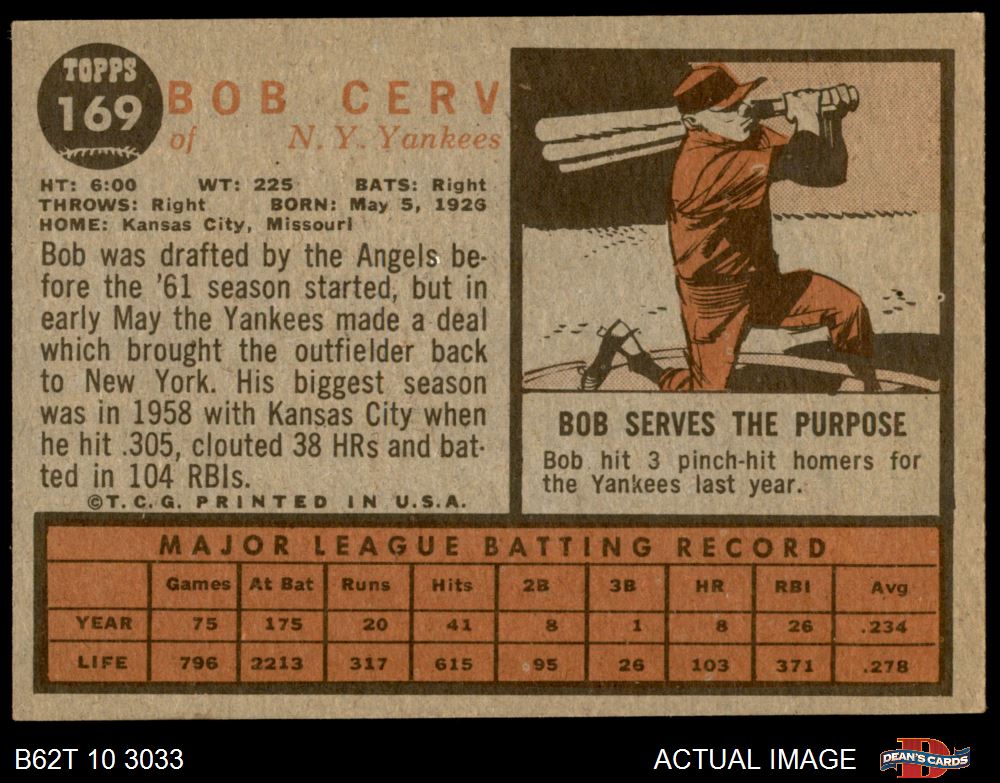 TOPPS
169
BOB CERV
of N. Y. Yankees
HT: 6:00 WT: 225 BATS: Right
THROWS: Right BORN: May 5, 1926
HOME: Kansas City, Missouri
Bob was drafted by the Angels be-
fore the '61 season started, but in
early May the Yankees made a deal
which brought the outfielder back
to New York. His biggest season
was in 1958 with Kansas City when
he hit .305, clouted 38 HRs and bat-
ted in 104 RBIs.
©T.C.G. PRINTED IN U.S.A.
BOB SERVES THE PURPOSE
Bob hit 3 pinch-hit homers for
the Yankees last year.
MAJOR LEAGUE BATTING RECORD
Games At Bat Runs Hits 2B 3B HR RBI Avg
YEAR 75 175 20 41 8 1 8 26 .234
LIFE 796 2213 317 615 95 26 103 371 .278
B62T 10 3033
ACTUAL IMAGE
D
DEAN'S CARDS